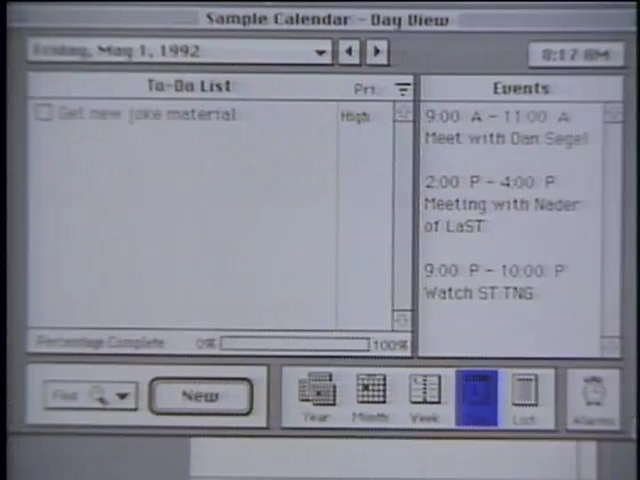 Sample Calendar - Day View
Friday, May 1, 1992
8:17 AM
To-Do List
Pri.
Events
Get new joke material
High
9:00 A - 11:00 A
Meet with Dan Segel
2:00 P - 4:00 P
Meeting with Nader
of LaST
9:00 P - 10:00 P
Watch ST TNG
Percentage Complete 0% 100%
Find
New
Year
Month
Week
List
Alarms